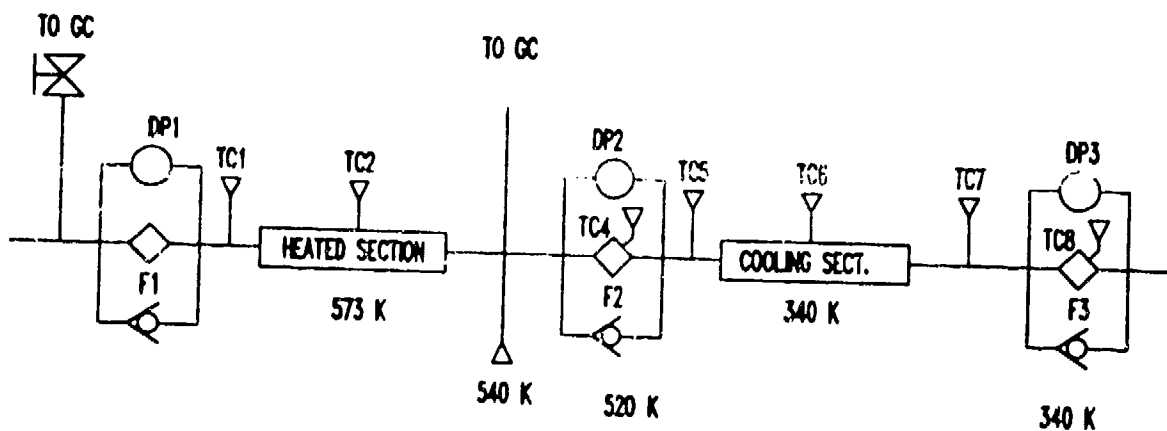 TO GC
TO GC
DP1
DP2
DP3
TC1
TC2
TC5
TC6
TC7
TC4
TC8
HEATED SECTION
COOLING SECT.
F1
F2
F3
573 K
340 K
540 K
520 K
340 K